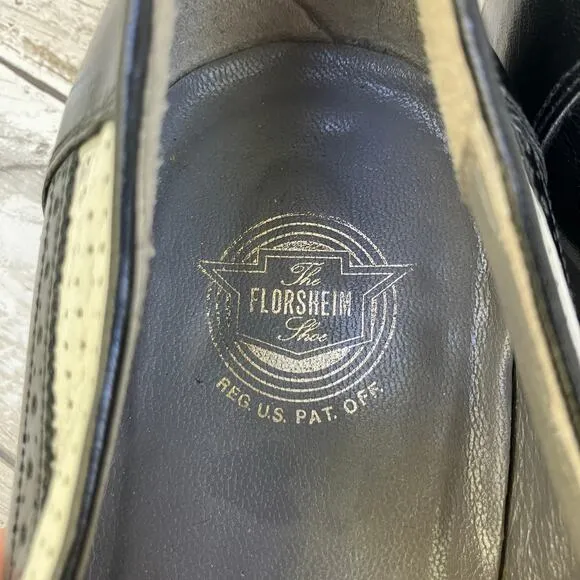 The
FLORSHEIM
Shoe
REG. U.S. PAT. OFF.